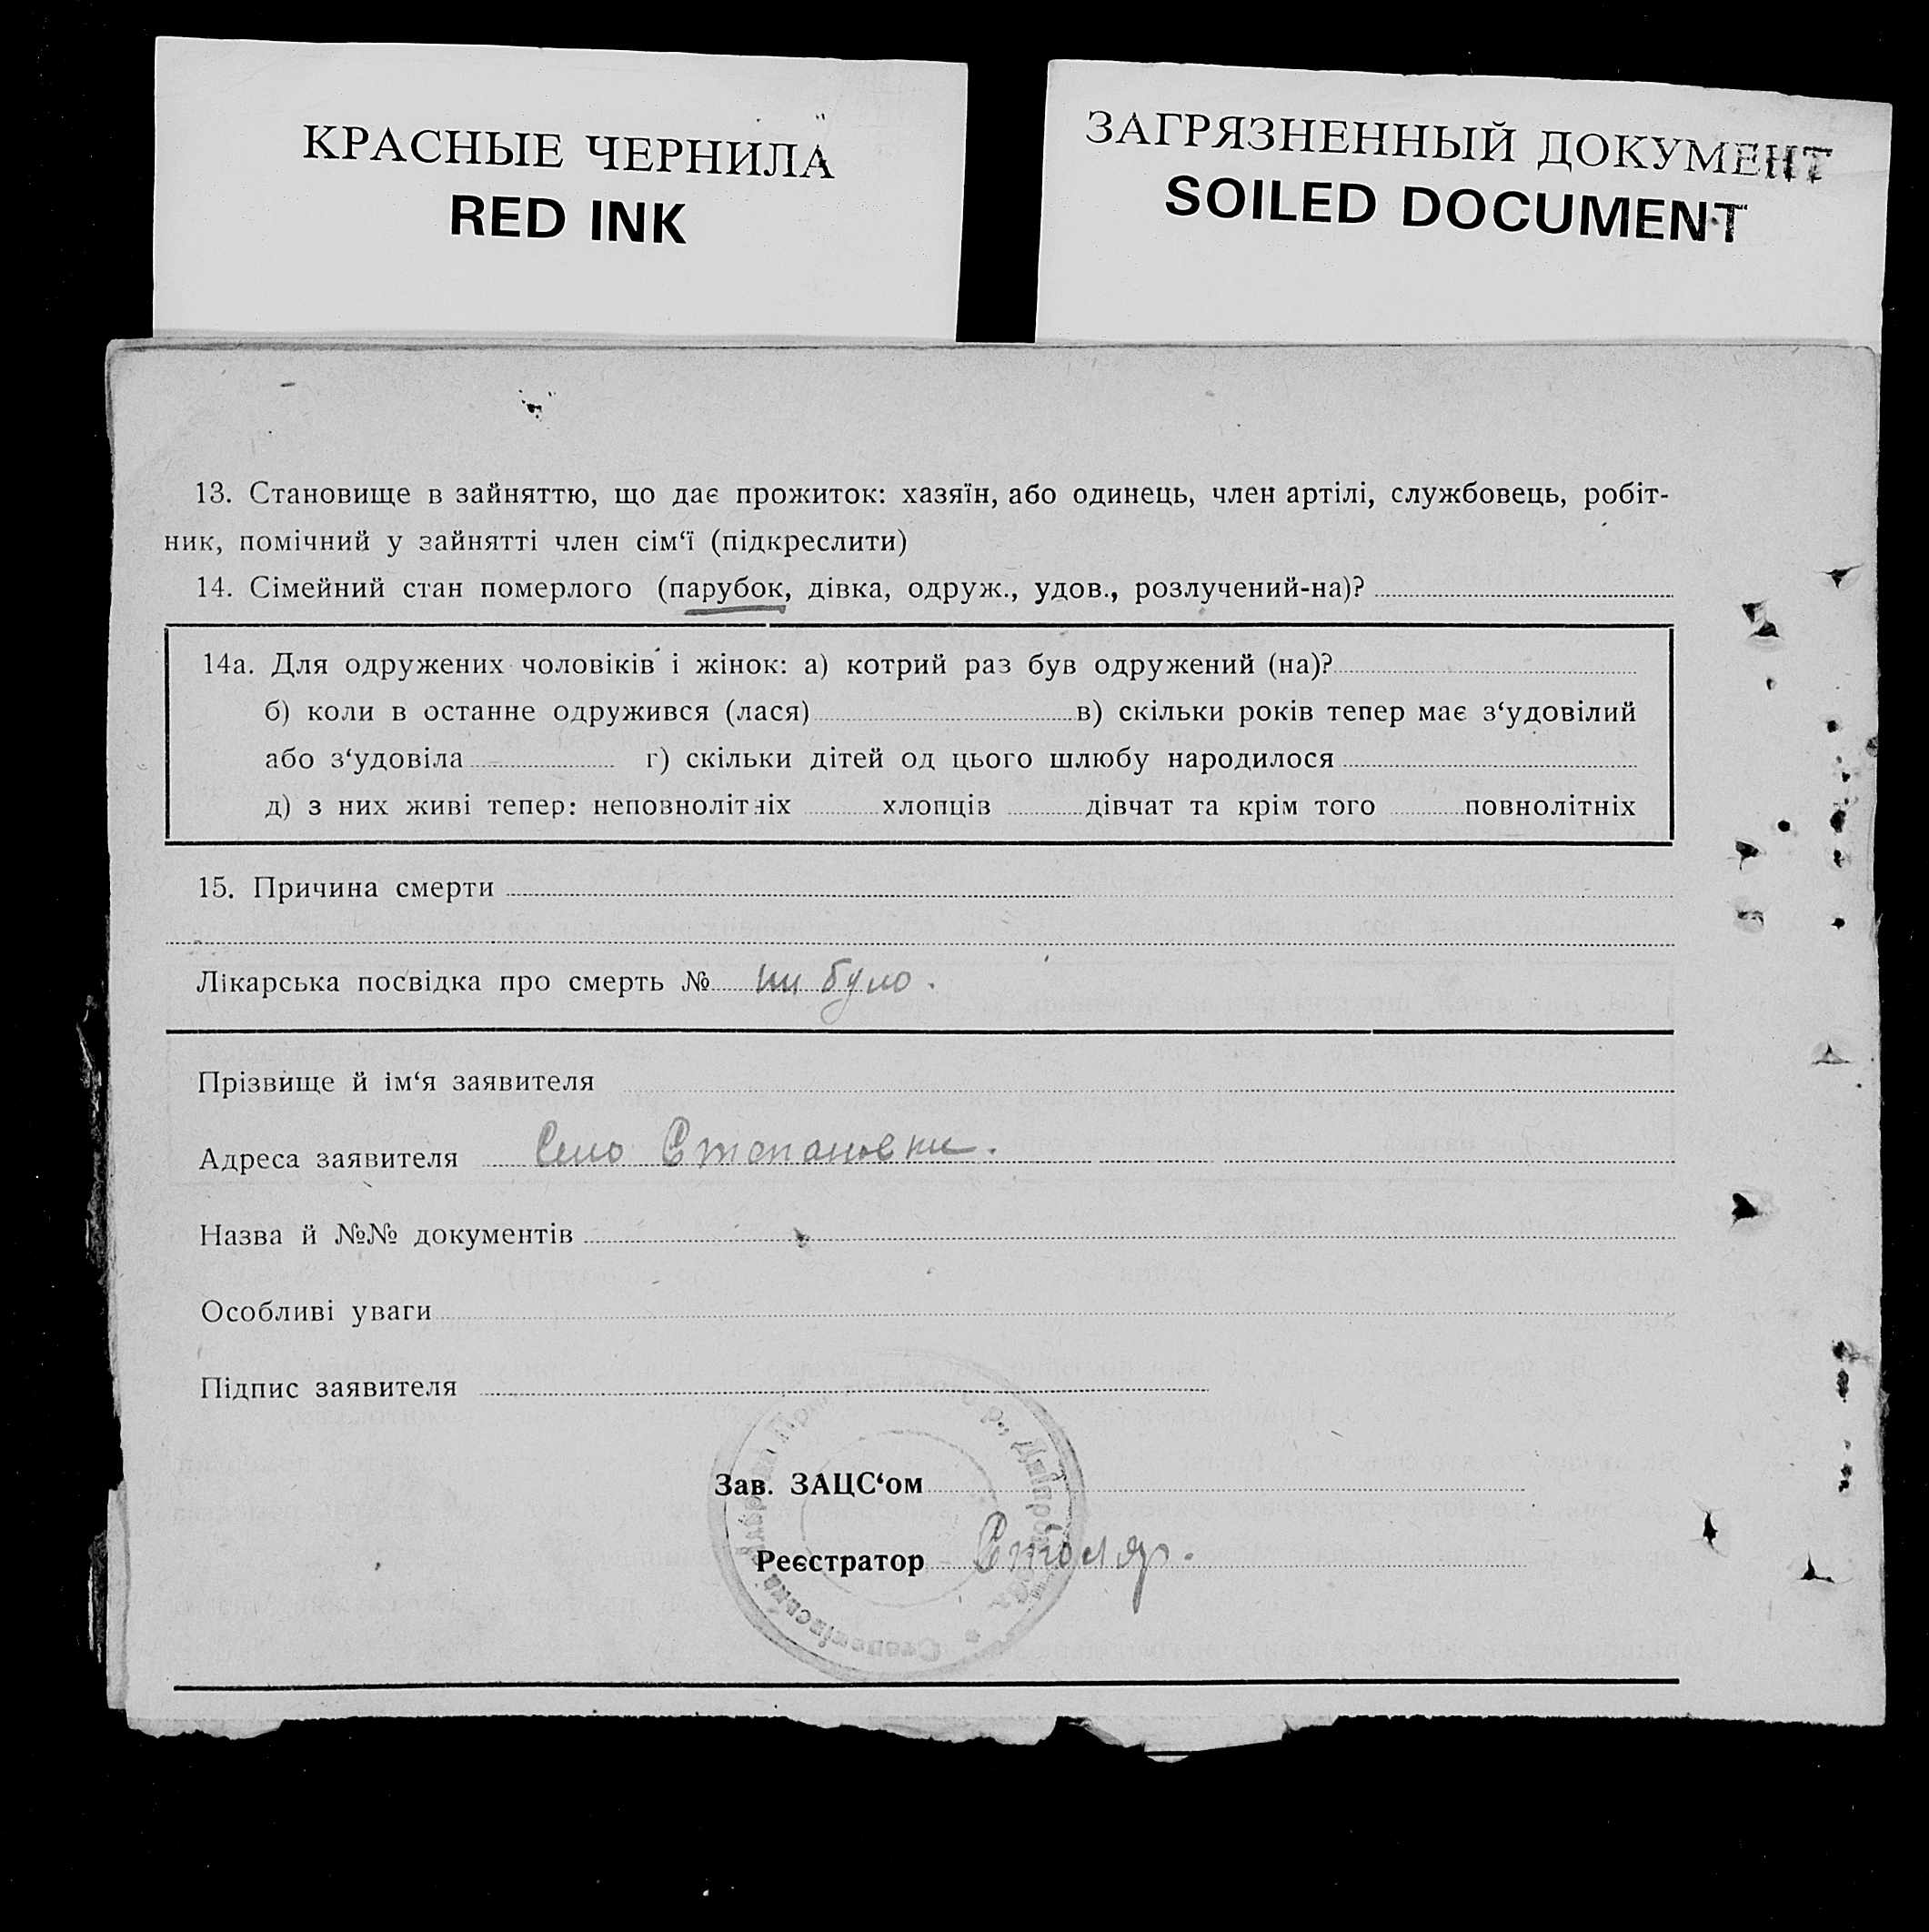 КРАСНЫЕ ЧЕРНИЛА
RED INK
ЗАГРЯЗНЕННЫЙ ДОКУМЕНТ
SOILED DOCUMENT
13. Становище в зайняттю, що дає прожиток: хазяїн, або одинець, член артілі, службовець, робіт-
ник, помічний у зайнятті член сім‘ї (підкреслити)
14. Сімейний стан померлого (парубок, дівка, одруж., удов., розлучений-на)?
14а. Для одружених чоловіків і жінок: а) котрий раз був одружений (на)?
б) коли в останне одружився (лася) в) скільки років тепер має з‘удовілий
або з‘удовіла г) скільки дітей од цього шлюбу народилося
д) з них живі тепер: неповнолітніх хлопців дівчат та крім того повнолітніх
15. Причина смерти
Лікарська посвідка про смерть № ни було.
Прізвище й ім‘я заявителя
Адреса заявителя Село Степановка.
Назва й №№ документів
Особливі уваги
Підпис заявителя
Зав. ЗАЦС‘ом
Реєстратор Столяр.